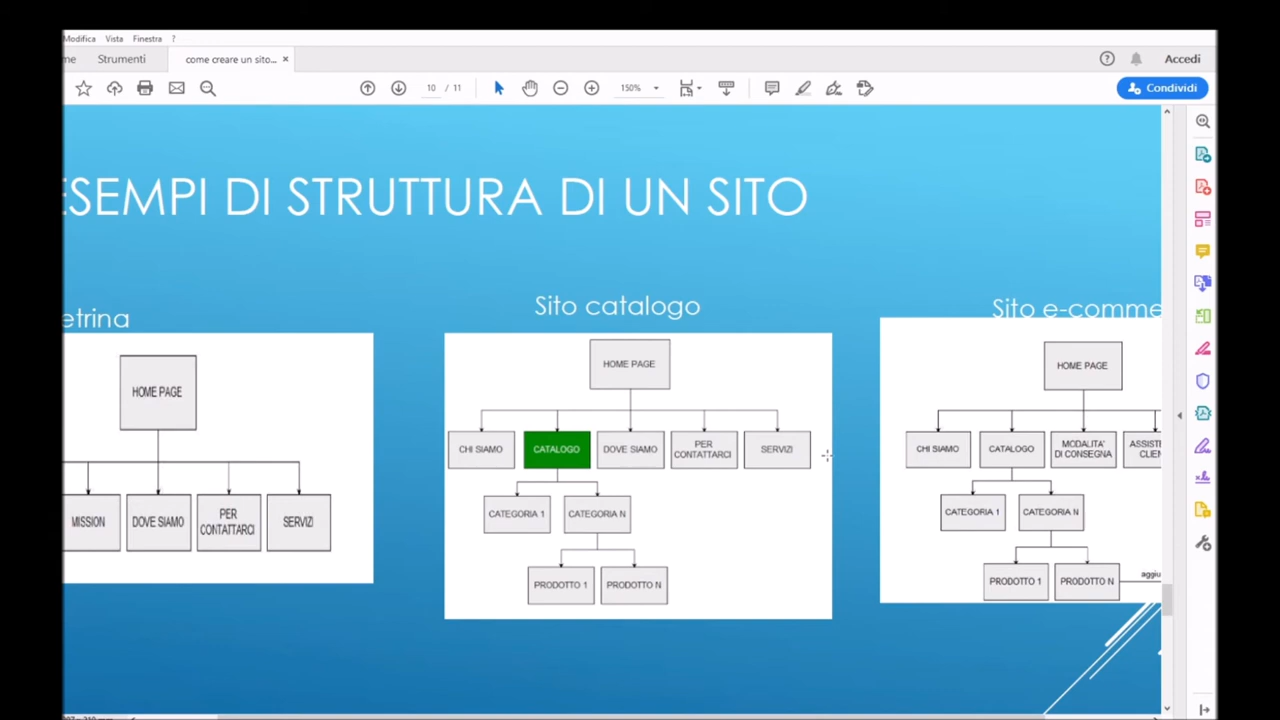 Modifica Vista Finestra ?
me Strumenti come creare un sito... × Accedi
10 / 11 150% Condividi
ESEMPI DI STRUTTURA DI UN SITO
etrina
HOME PAGE
MISSION DOVE SIAMO PER CONTATTARCI SERVIZI
Sito catalogo
HOME PAGE
CHI SIAMO CATALOGO DOVE SIAMO PER CONTATTARCI SERVIZI
CATEGORIA 1 CATEGORIA N
PRODOTTO 1 PRODOTTO N
Sito e-comme
HOME PAGE
CHI SIAMO CATALOGO MODALITA' DI CONSEGNA ASSISTE CLIEN
CATEGORIA 1 CATEGORIA N
PRODOTTO 1 PRODOTTO N aggiu